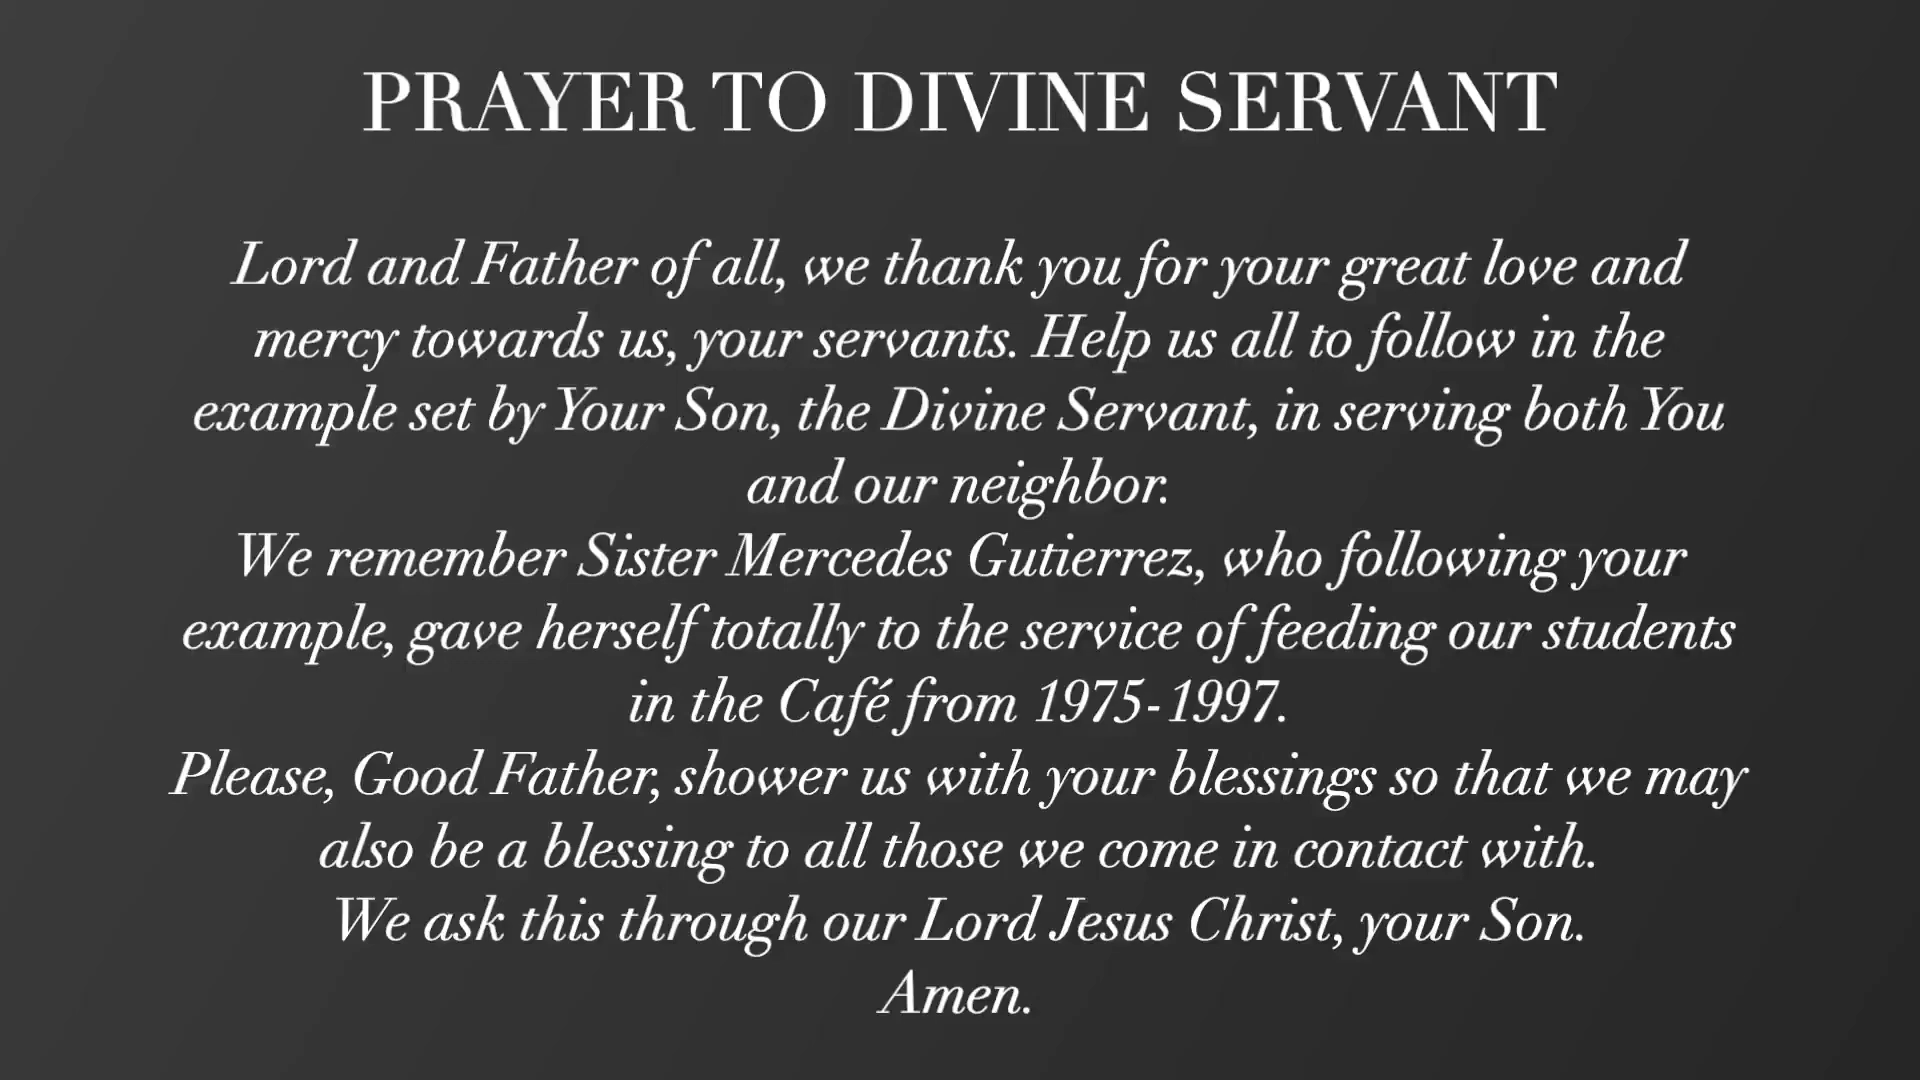 PRAYER TO DIVINE SERVANT
Lord and Father of all, we thank you for your great love and
mercy towards us, your servants. Help us all to follow in the
example set by Your Son, the Divine Servant, in serving both You
and our neighbor.
We remember Sister Mercedes Gutierrez, who following your
example, gave herself totally to the service of feeding our students
in the Café from 1975-1997.
Please, Good Father, shower us with your blessings so that we may
also be a blessing to all those we come in contact with.
We ask this through our Lord Jesus Christ, your Son.
Amen.